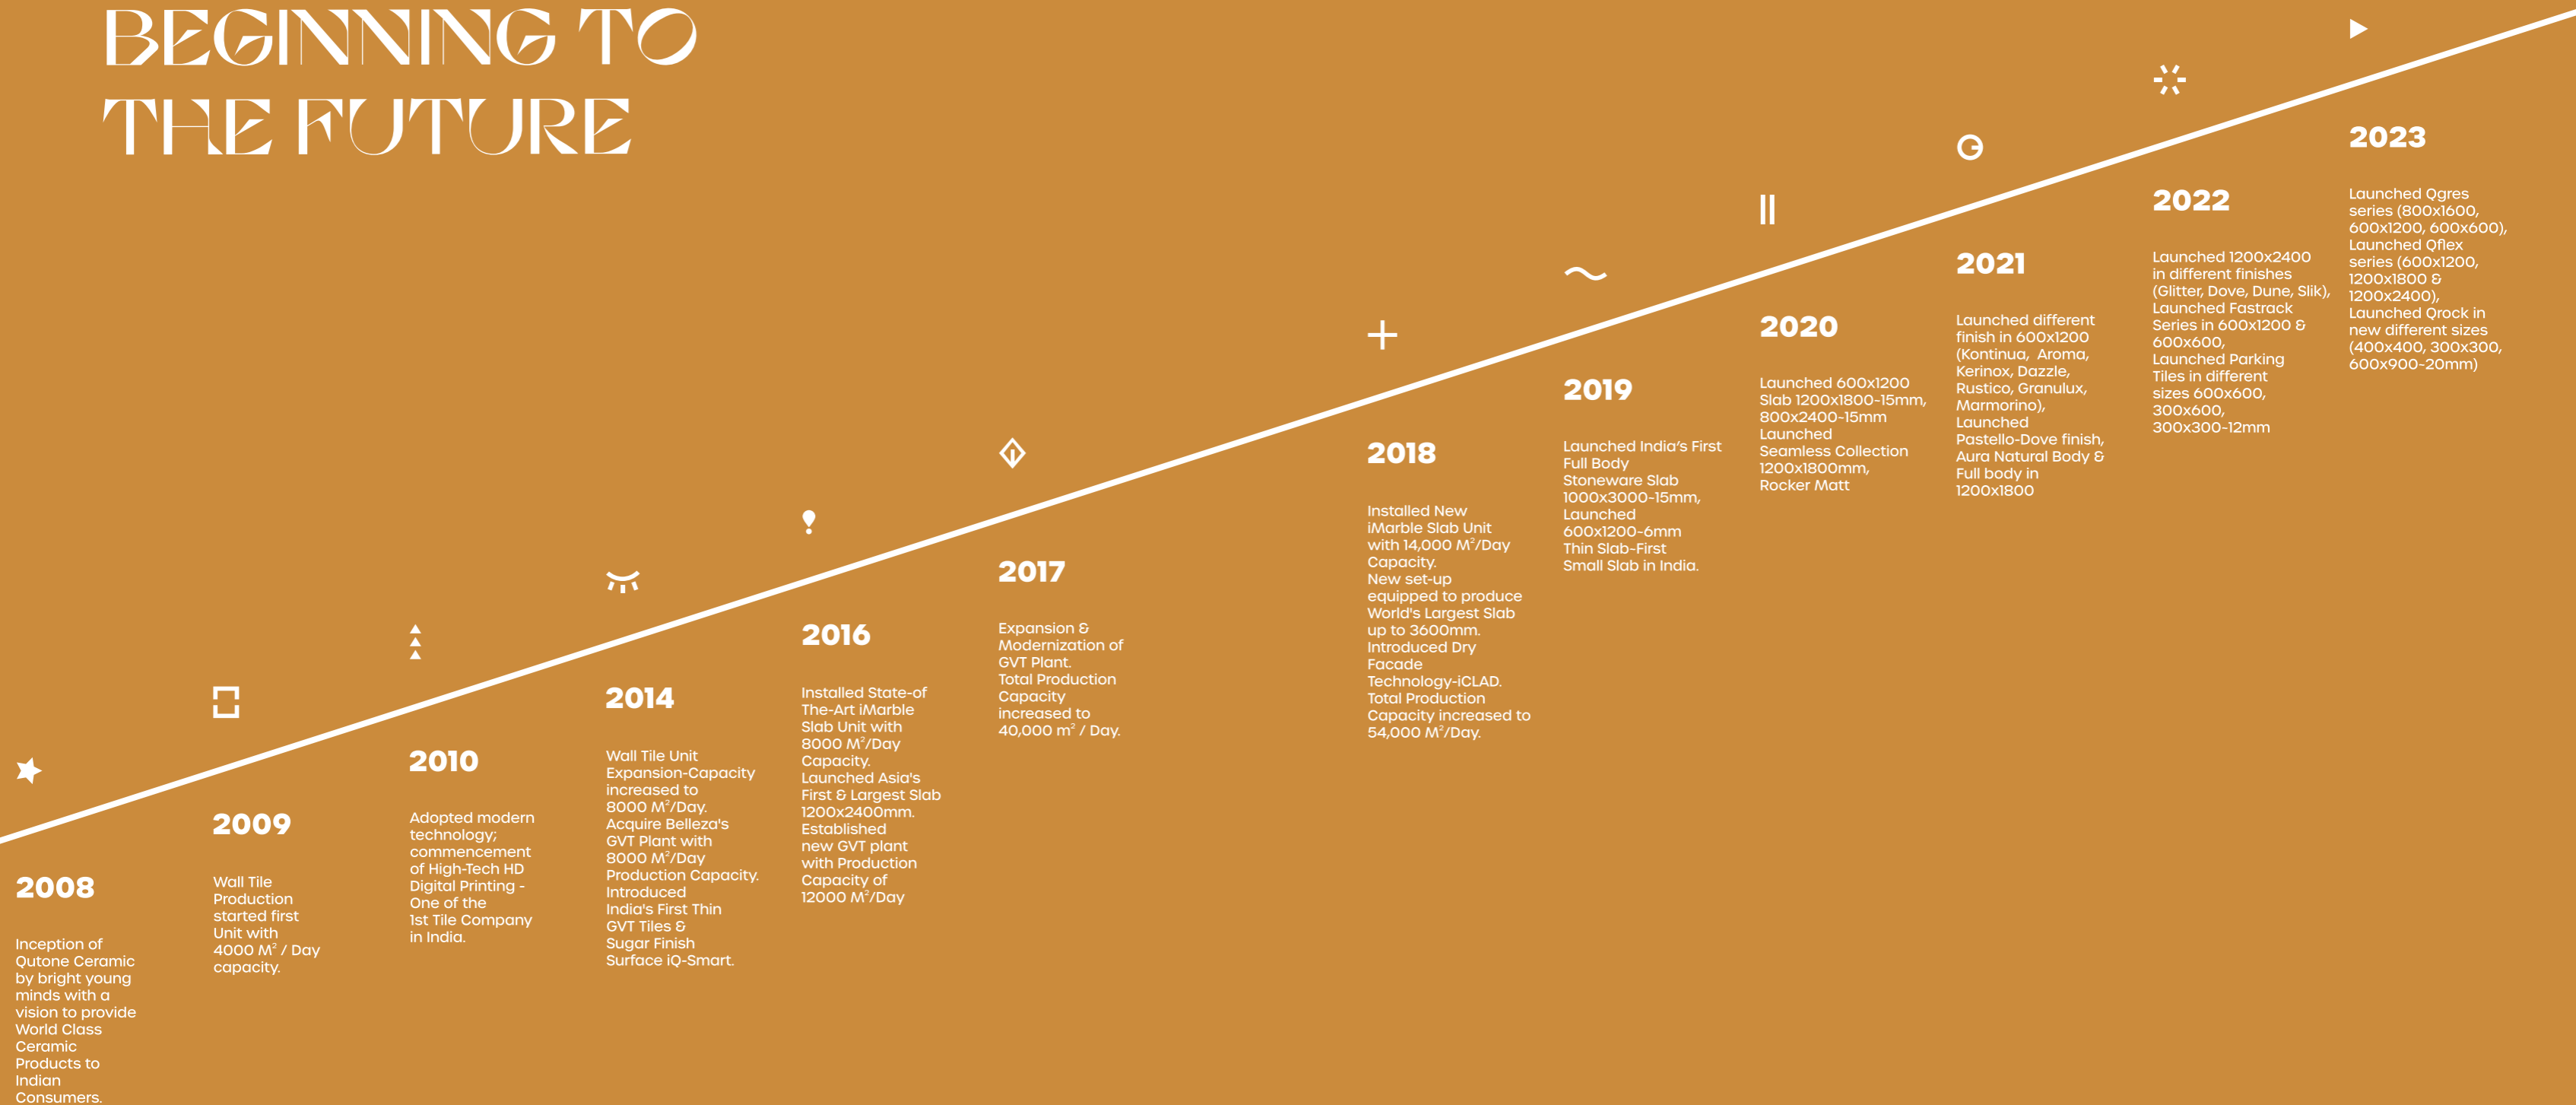 BEGINNING TO
THE FUTURE
2008
Inception of
Qutone Ceramic
by bright young
minds with a
vision to provide
World Class
Ceramic
Products to
Indian
Consumers.
2009
Wall Tile
Production
started first
Unit with
4000 M² / Day
capacity.
2010
Adopted modern
technology;
commencement
of High-Tech HD
Digital Printing -
One of the
1st Tile Company
in India.
2014
Wall Tile Unit
Expansion-Capacity
increased to
8000 M²/Day.
Acquire Belleza's
GVT Plant with
8000 M²/Day
Production Capacity.
Introduced
India's First Thin
GVT Tiles &
Sugar Finish
Surface iQ-Smart.
2016
Installed State-of
The-Art iMarble
Slab Unit with
8000 M²/Day
Capacity.
Launched Asia's
First & Largest Slab
1200x2400mm.
Established
new GVT plant
with Production
Capacity of
12000 M²/Day
2017
Expansion &
Modernization of
GVT Plant.
Total Production
Capacity
increased to
40,000 m² / Day.
2018
Installed New
iMarble Slab Unit
with 14,000 M²/Day
Capacity.
New set-up
equipped to produce
World's Largest Slab
up to 3600mm.
Introduced Dry
Facade
Technology-iCLAD.
Total Production
Capacity increased to
54,000 M²/Day.
2019
Launched India's First
Full Body
Stoneware Slab
1000x3000-15mm,
Launched
600x1200-6mm
Thin Slab-First
Small Slab in India.
2020
Launched 600x1200
Slab 1200x1800-15mm,
800x2400-15mm
Launched
Seamless Collection
1200x1800mm,
Rocker Matt
2021
Launched different
finish in 600x1200
(Kontinua, Aroma,
Kerinox, Dazzle,
Rustico, Granulux,
Marmorino),
Launched
Pastello-Dove finish,
Aura Natural Body &
Full body in
1200x1800
2022
Launched 1200x2400
in different finishes
(Glitter, Dove, Dune, Slik),
Launched Fastrack
Series in 600x1200 &
600x600,
Launched Parking
Tiles in different
sizes 600x600,
300x600,
300x300-12mm
2023
Launched Qgres
series (800x1600,
600x1200, 600x600),
Launched Qflex
series (600x1200,
1200x1800 &
1200x2400),
Launched Qrock in
new different sizes
(400x400, 300x300,
600x900-20mm)